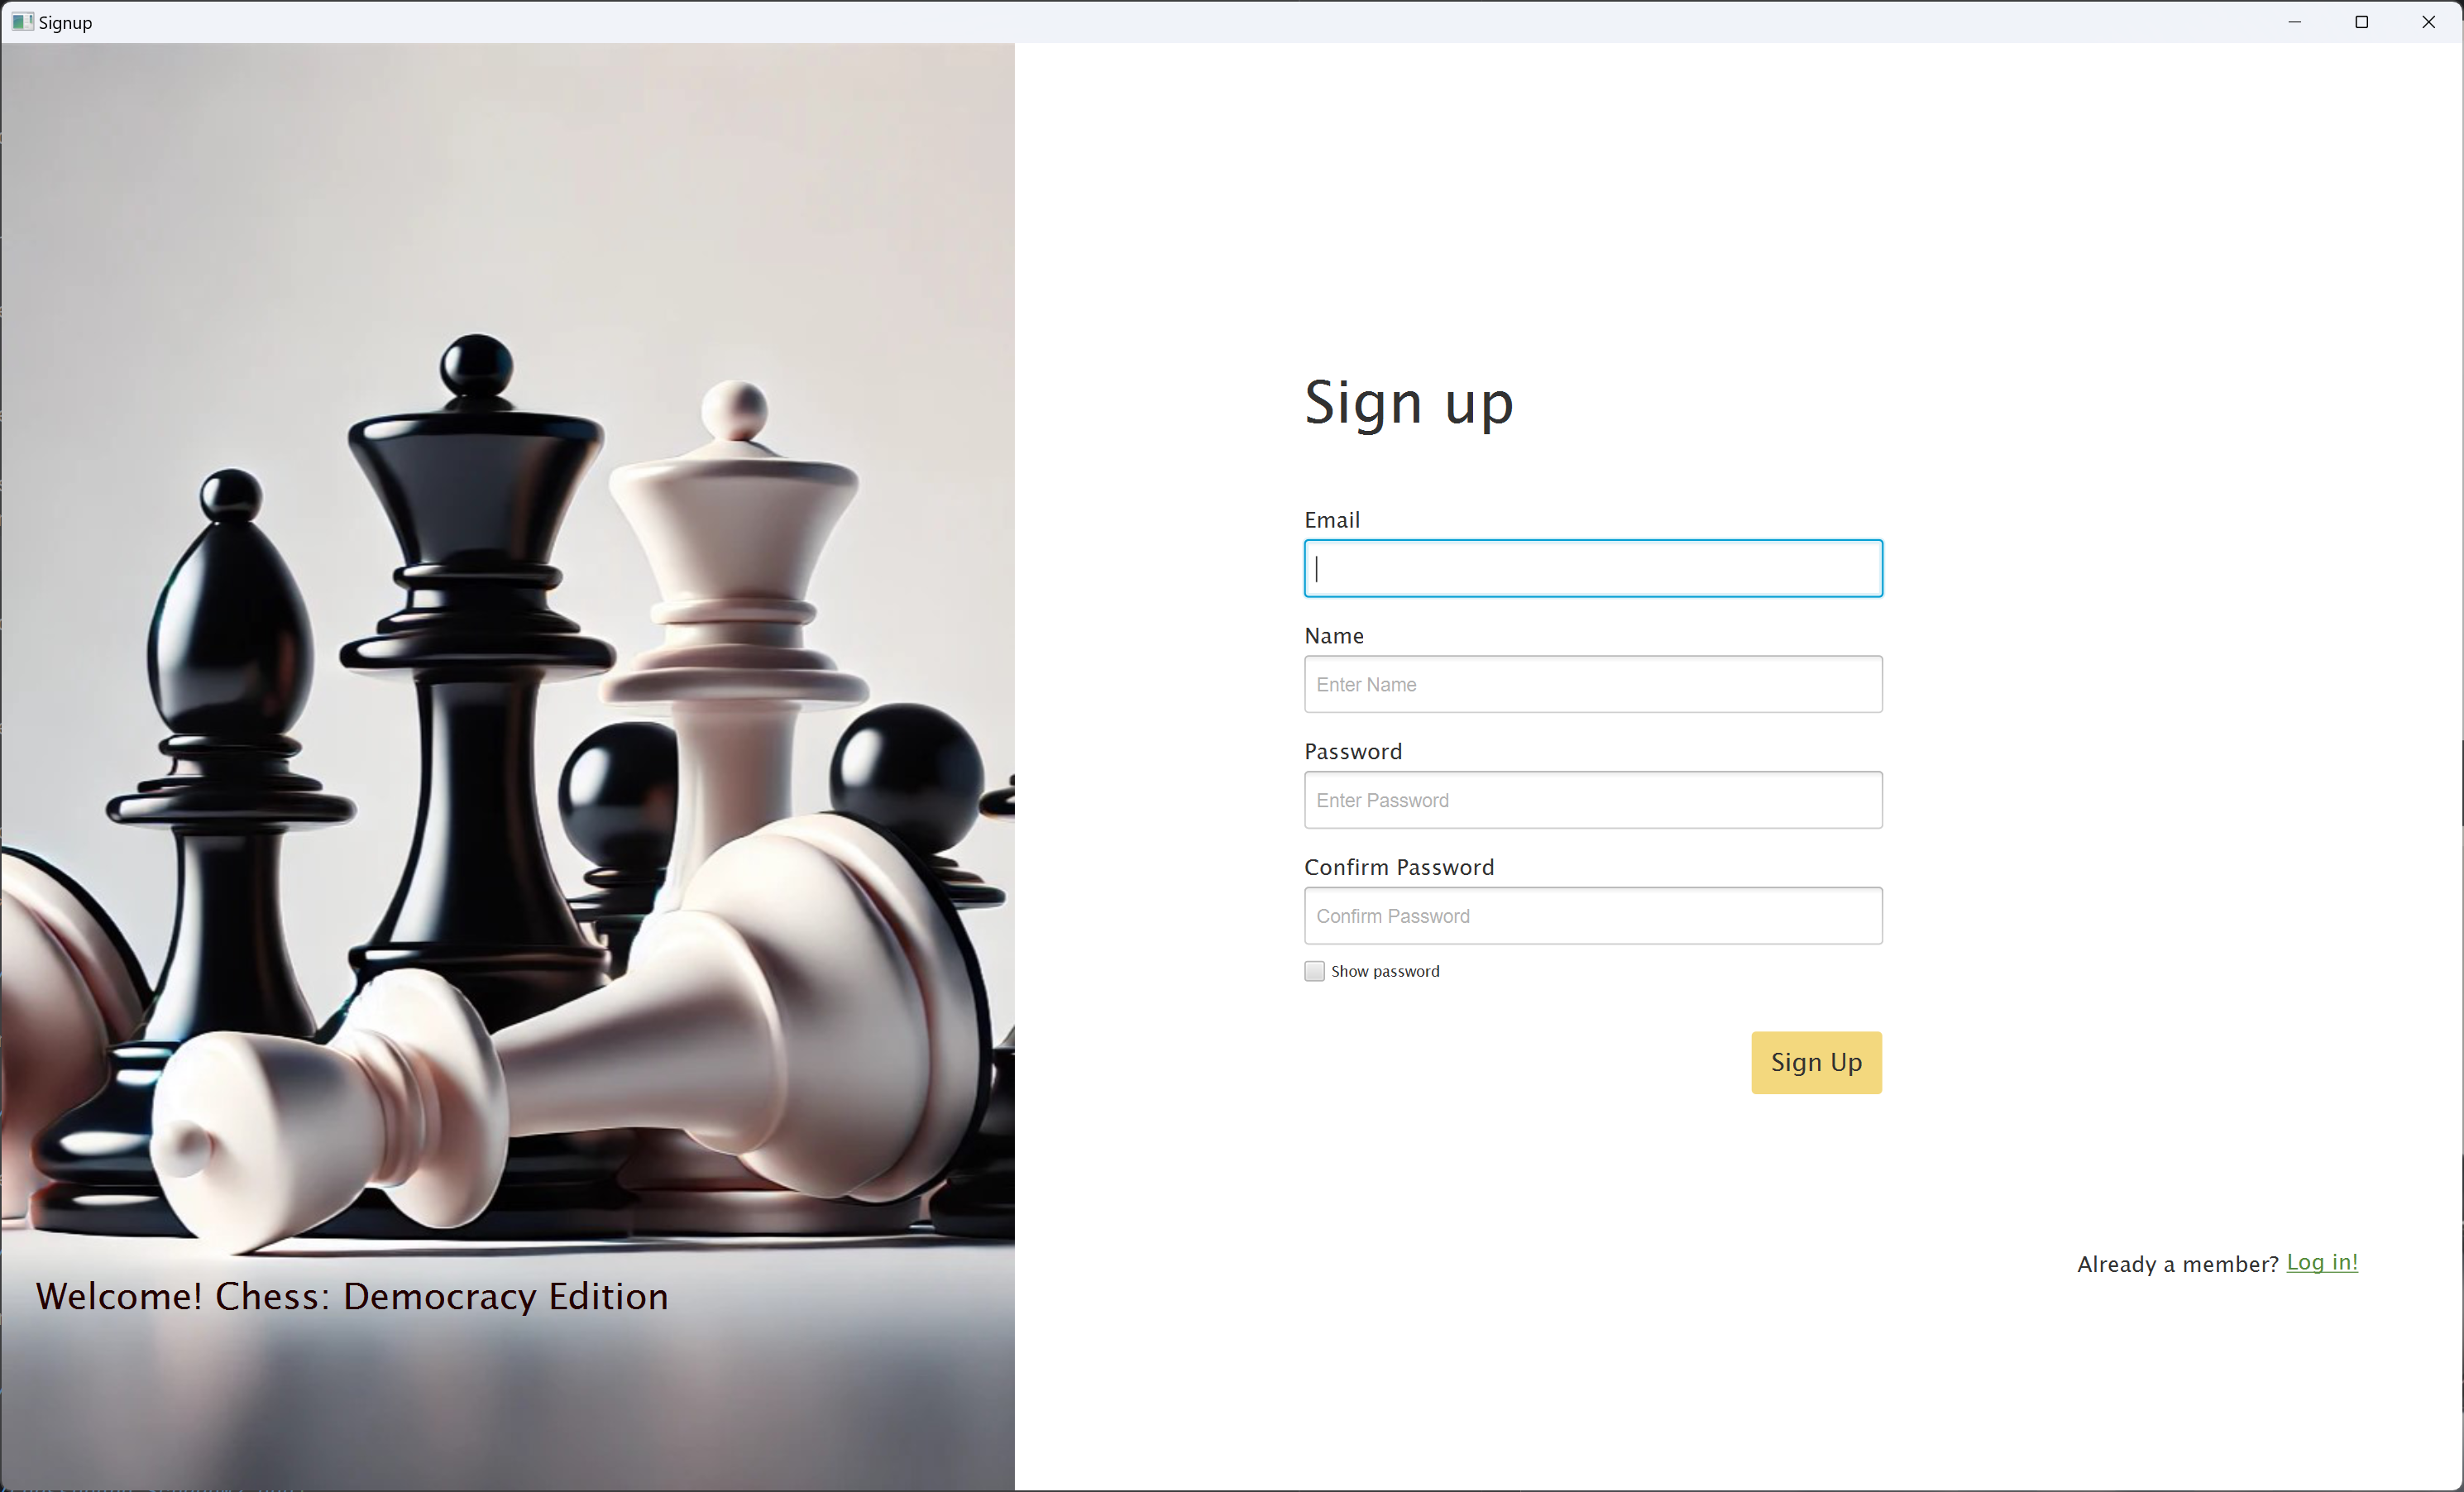 Signup
Sign up
Email
Name
Enter Name
Password
Enter Password
Confirm Password
Confirm Password
Show password
Sign Up
Already a member? Log in!
Welcome! Chess: Democracy Edition